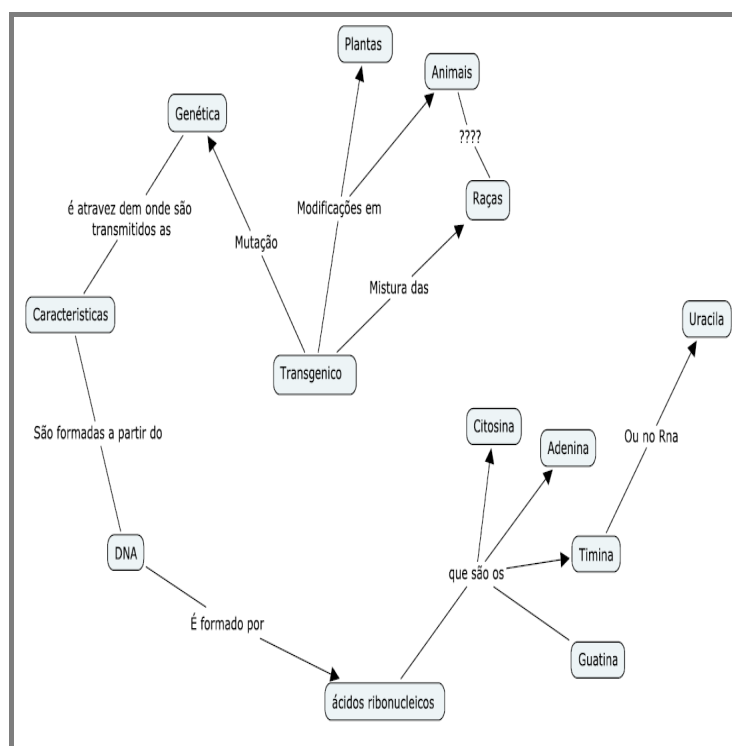 Plantas
Animais
Genética
????
é atravez dem onde são
transmitidos as
Raças
Modificações em
Mutação
Mistura das
Caracteristicas
Uracila
Transgenico
Citosina
Ou no Rna
São formadas a partir do
Adenina
DNA
Timina
que são os
É formado por
Guatina
ácidos ribonucleicos